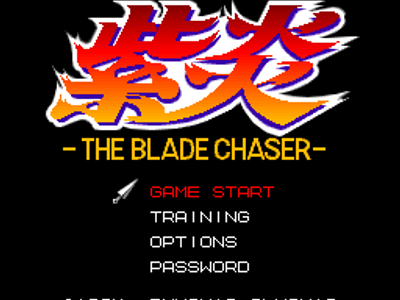 紫炎
-THE BLADE CHASER-
GAME START
TRAINING
OPTIONS
PASSWORD